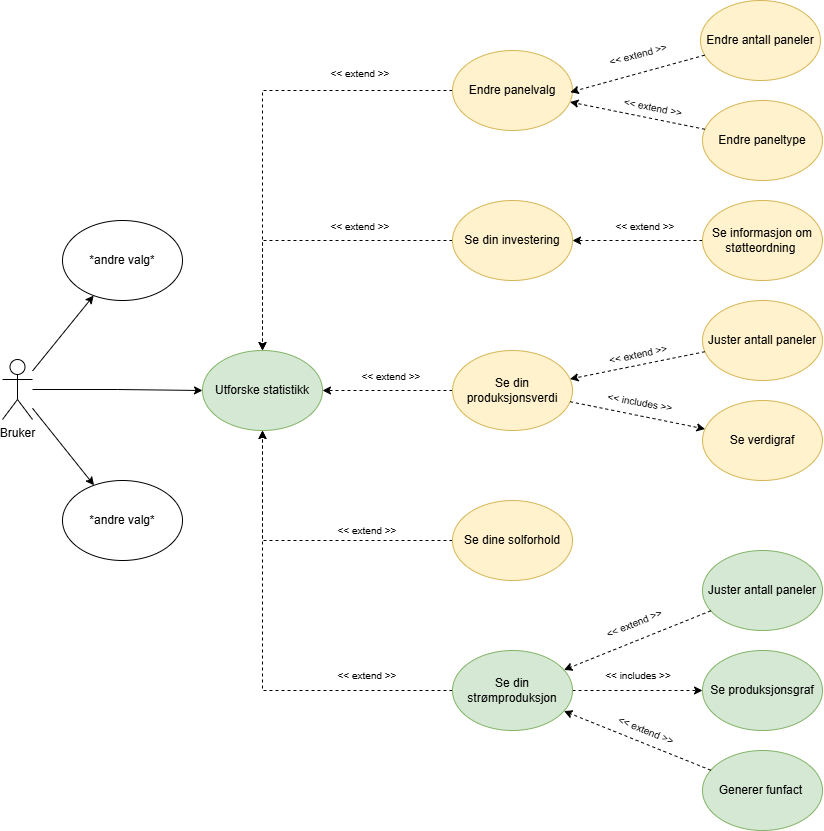 Endre antall paneler
<< extend >>
<< extend >>
Endre panelvalg
<< extend >>
Endre paneltype
<< extend >>
Se din investering
<< extend >>
Se informasjon om
støtteordning
*andre valg*
Bruker
Utforske statistikk
<< extend >>
Se din
produksjonsverdi
<< extend >>
Juster antall paneler
<< includes >>
Se verdigraf
*andre valg*
<< extend >>
Se dine solforhold
<< extend >>
Se din
strømproduksjon
<< extend >>
Juster antall paneler
<< includes >>
Se produksjonsgraf
<< extend >>
Generer funfact